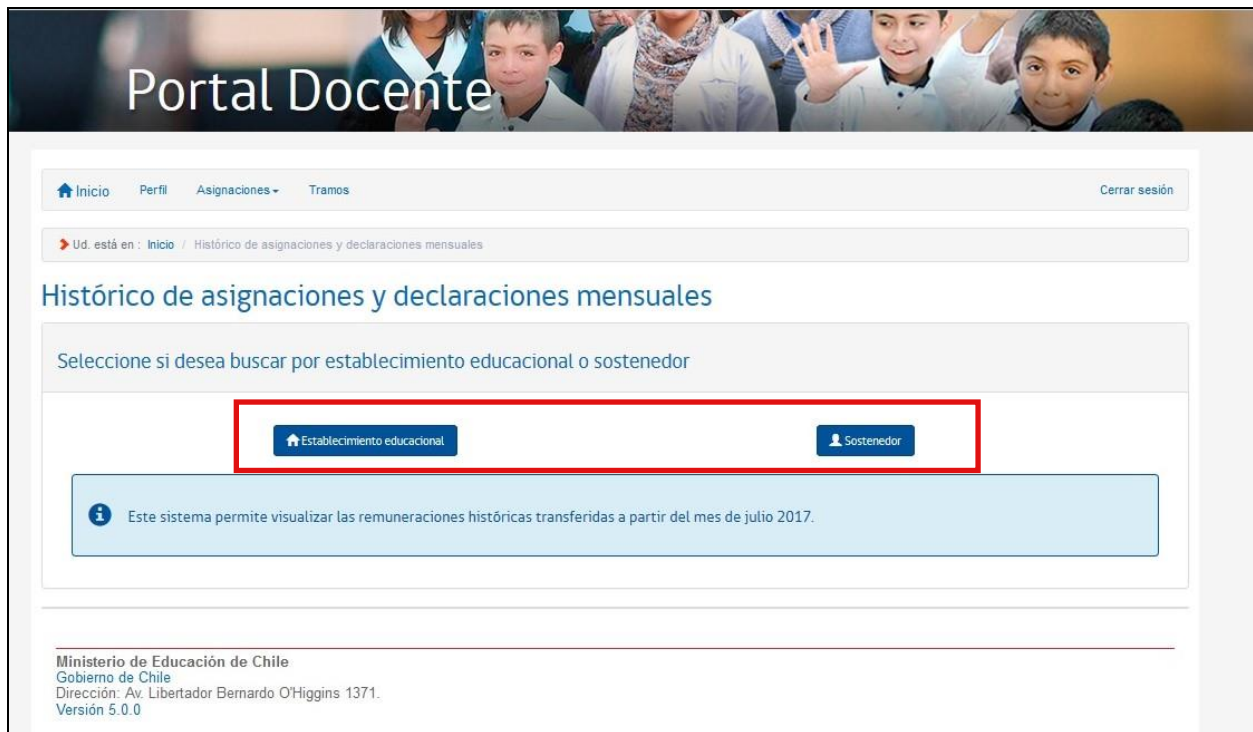 Portal Docente
Inicio Perfil Asignaciones Tramos Cerrar sesión
Ud. está en : Inicio / Histórico de asignaciones y declaraciones mensuales
Histórico de asignaciones y declaraciones mensuales
Seleccione si desea buscar por establecimiento educacional o sostenedor
Establecimiento educacional Sostenedor
Este sistema permite visualizar las remuneraciones históricas transferidas a partir del mes de julio 2017.
Ministerio de Educación de Chile
Gobierno de Chile
Dirección: Av. Libertador Bernardo O'Higgins 1371.
Versión 5.0.0